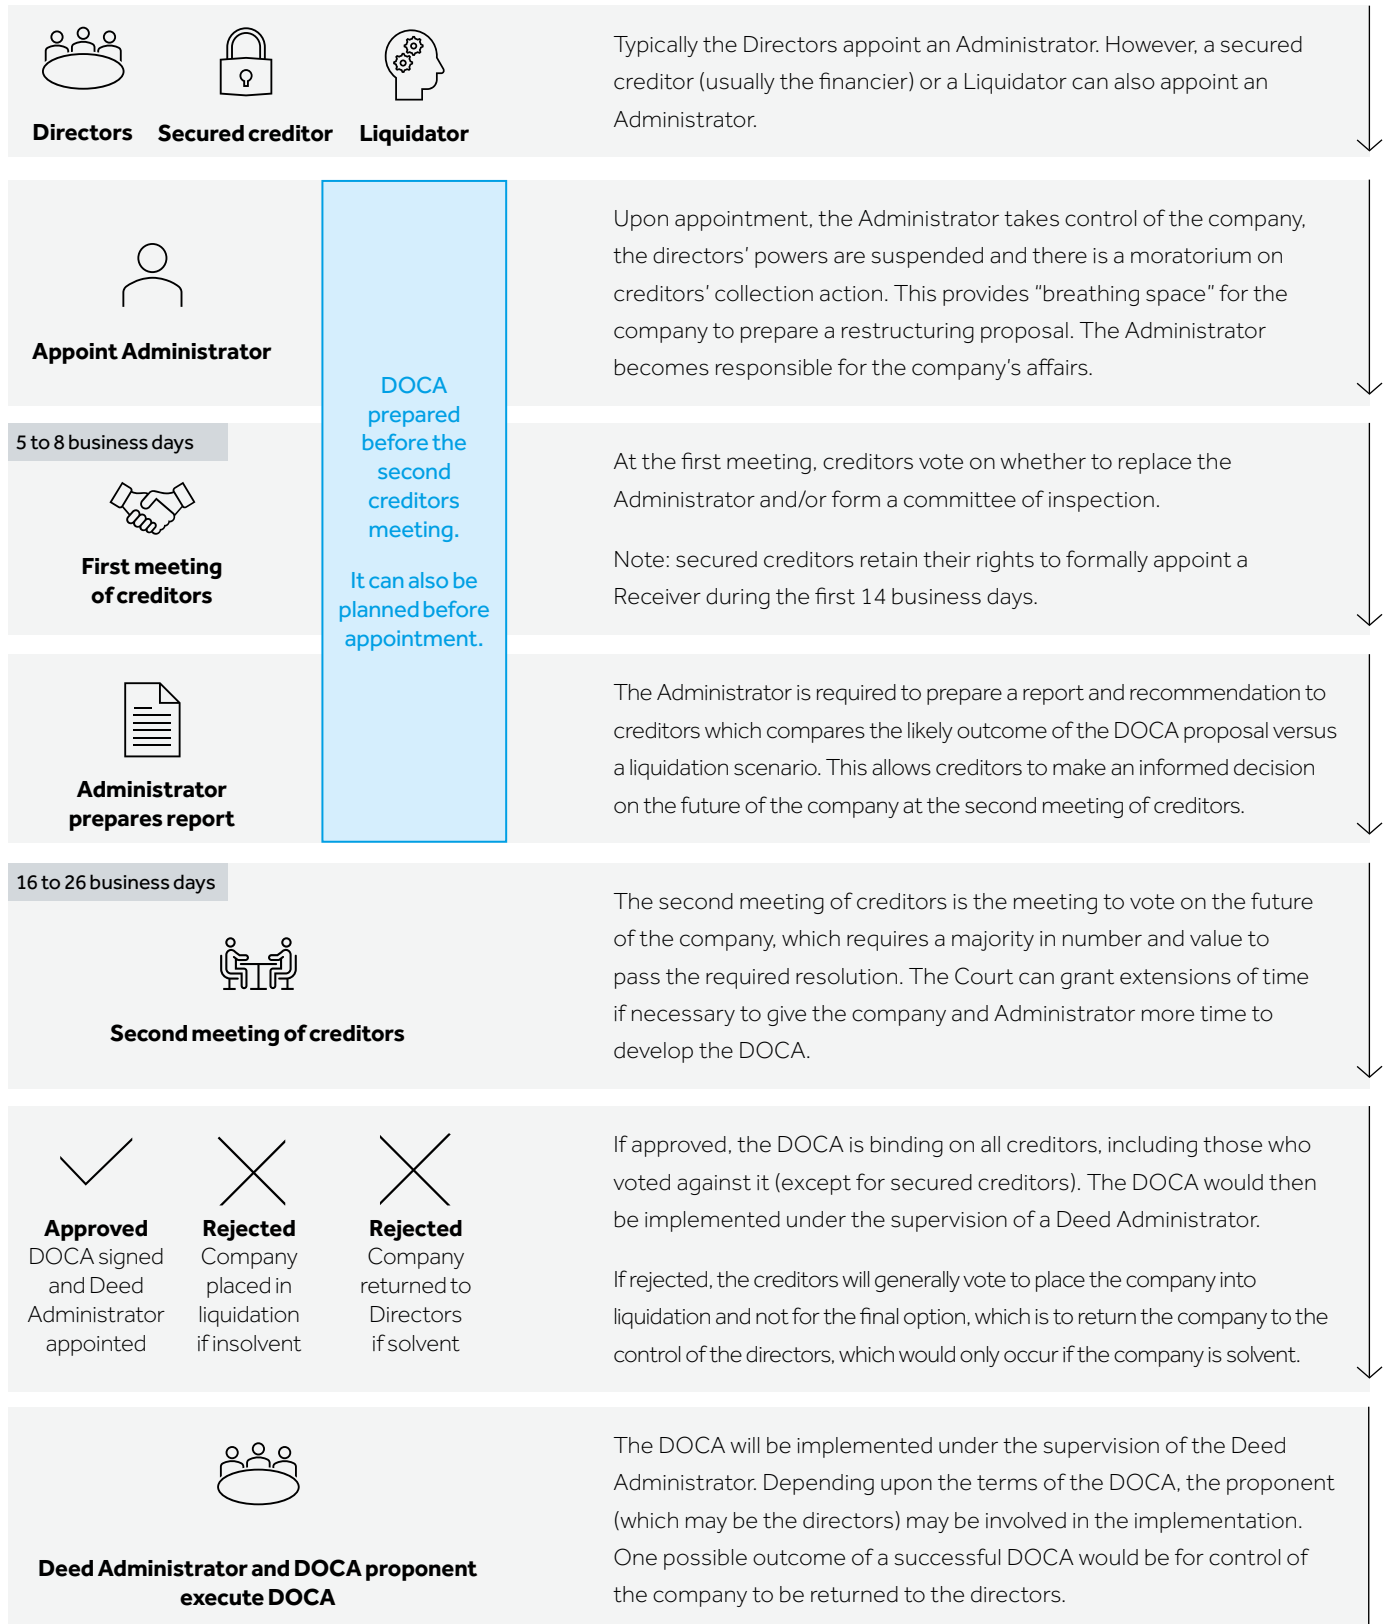 Directors
Secured creditor
Liquidator
Typically the Directors appoint an Administrator. However, a secured
creditor (usually the financier) or a Liquidator can also appoint an
Administrator.
Appoint Administrator
Upon appointment, the Administrator takes control of the company,
the directors’ powers are suspended and there is a moratorium on
creditors’ collection action. This provides “breathing space” for the
company to prepare a restructuring proposal. The Administrator
becomes responsible for the company’s affairs.
DOCA
prepared
before the
second
creditors
meeting.
It can also be
planned before
appointment.
5 to 8 business days
First meeting
of creditors
At the first meeting, creditors vote on whether to replace the
Administrator and/or form a committee of inspection.
Note: secured creditors retain their rights to formally appoint a
Receiver during the first 14 business days.
Administrator
prepares report
The Administrator is required to prepare a report and recommendation to
creditors which compares the likely outcome of the DOCA proposal versus
a liquidation scenario. This allows creditors to make an informed decision
on the future of the company at the second meeting of creditors.
16 to 26 business days
Second meeting of creditors
The second meeting of creditors is the meeting to vote on the future
of the company, which requires a majority in number and value to
pass the required resolution. The Court can grant extensions of time
if necessary to give the company and Administrator more time to
develop the DOCA.
Approved
DOCA signed
and Deed
Administrator
appointed
Rejected
Company
placed in
liquidation
if insolvent
Rejected
Company
returned to
Directors
if solvent
If approved, the DOCA is binding on all creditors, including those who
voted against it (except for secured creditors). The DOCA would then
be implemented under the supervision of a Deed Administrator.
If rejected, the creditors will generally vote to place the company into
liquidation and not for the final option, which is to return the company to the
control of the directors, which would only occur if the company is solvent.
Deed Administrator and DOCA proponent
execute DOCA
The DOCA will be implemented under the supervision of the Deed
Administrator. Depending upon the terms of the DOCA, the proponent
(which may be the directors) may be involved in the implementation.
One possible outcome of a successful DOCA would be for control of
the company to be returned to the directors.